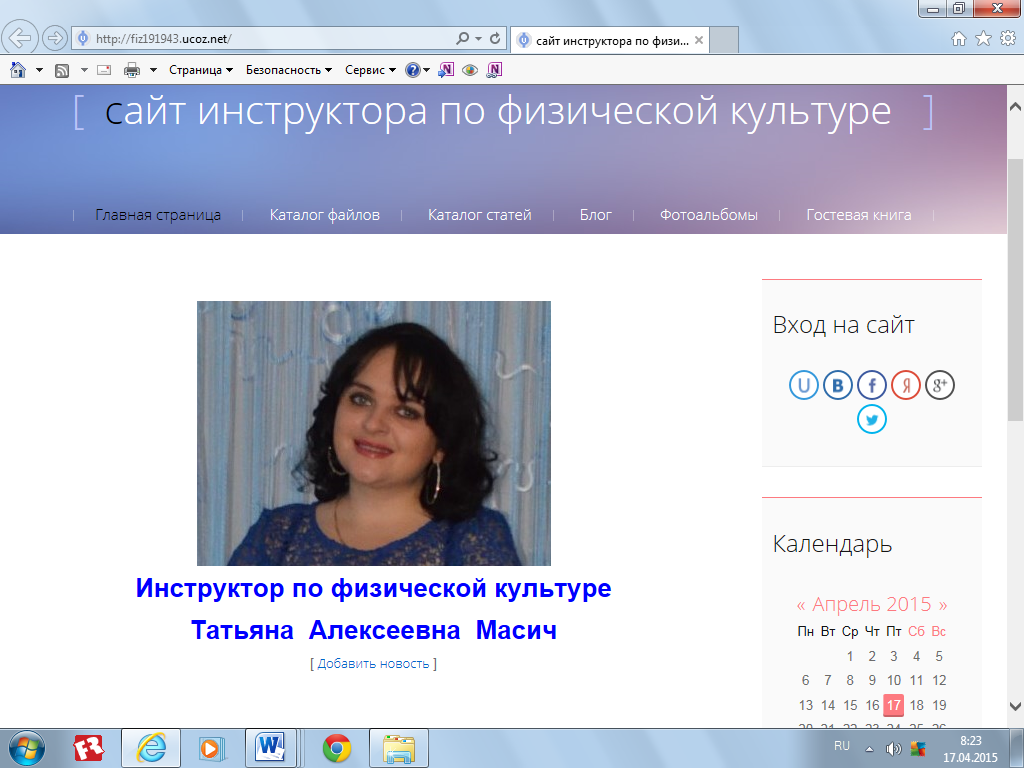 http://fiz191943.ucoz.net/
сайт инструктора по физи...
Страница
Безопасность
Сервис
[ сайт инструктора по физической культуре ]
Главная страница
Каталог файлов
Каталог статей
Блог
Фотоальбомы
Гостевая книга
Инструктор по физической культуре
Татьяна Алексеевна Масич
[ Добавить новость ]
Вход на сайт
Календарь
« Апрель 2015 »
Пн Вт Ср Чт Пт Сб Вс
1 2 3 4 5
6 7 8 9 10 11 12
13 14 15 16 17 18 19
RU
8:23
17.04.2015